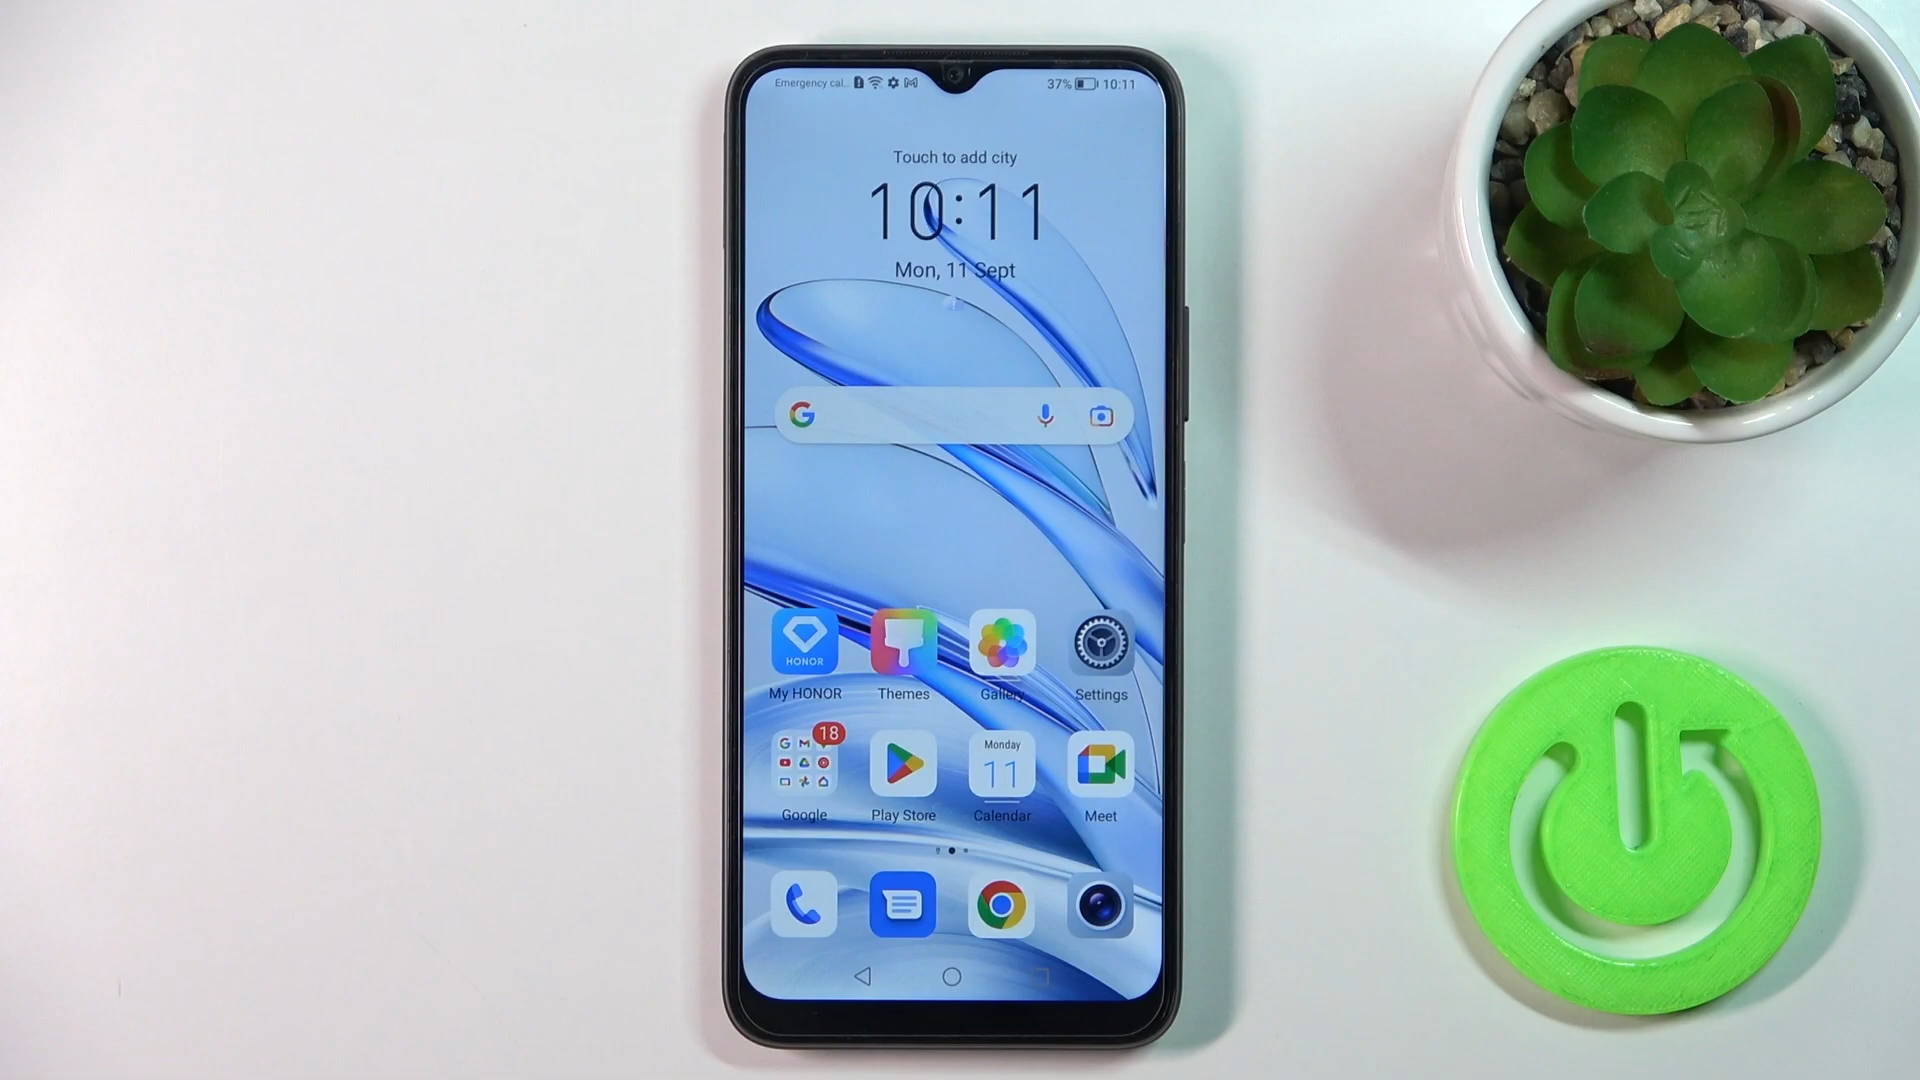 Emergency cal...
37% 10:11
Touch to add city
10:11
Mon, 11 Sept
HONOR
My HONOR
Themes
Gallery
Settings
18
Monday
11
Google
Play Store
Calendar
Meet